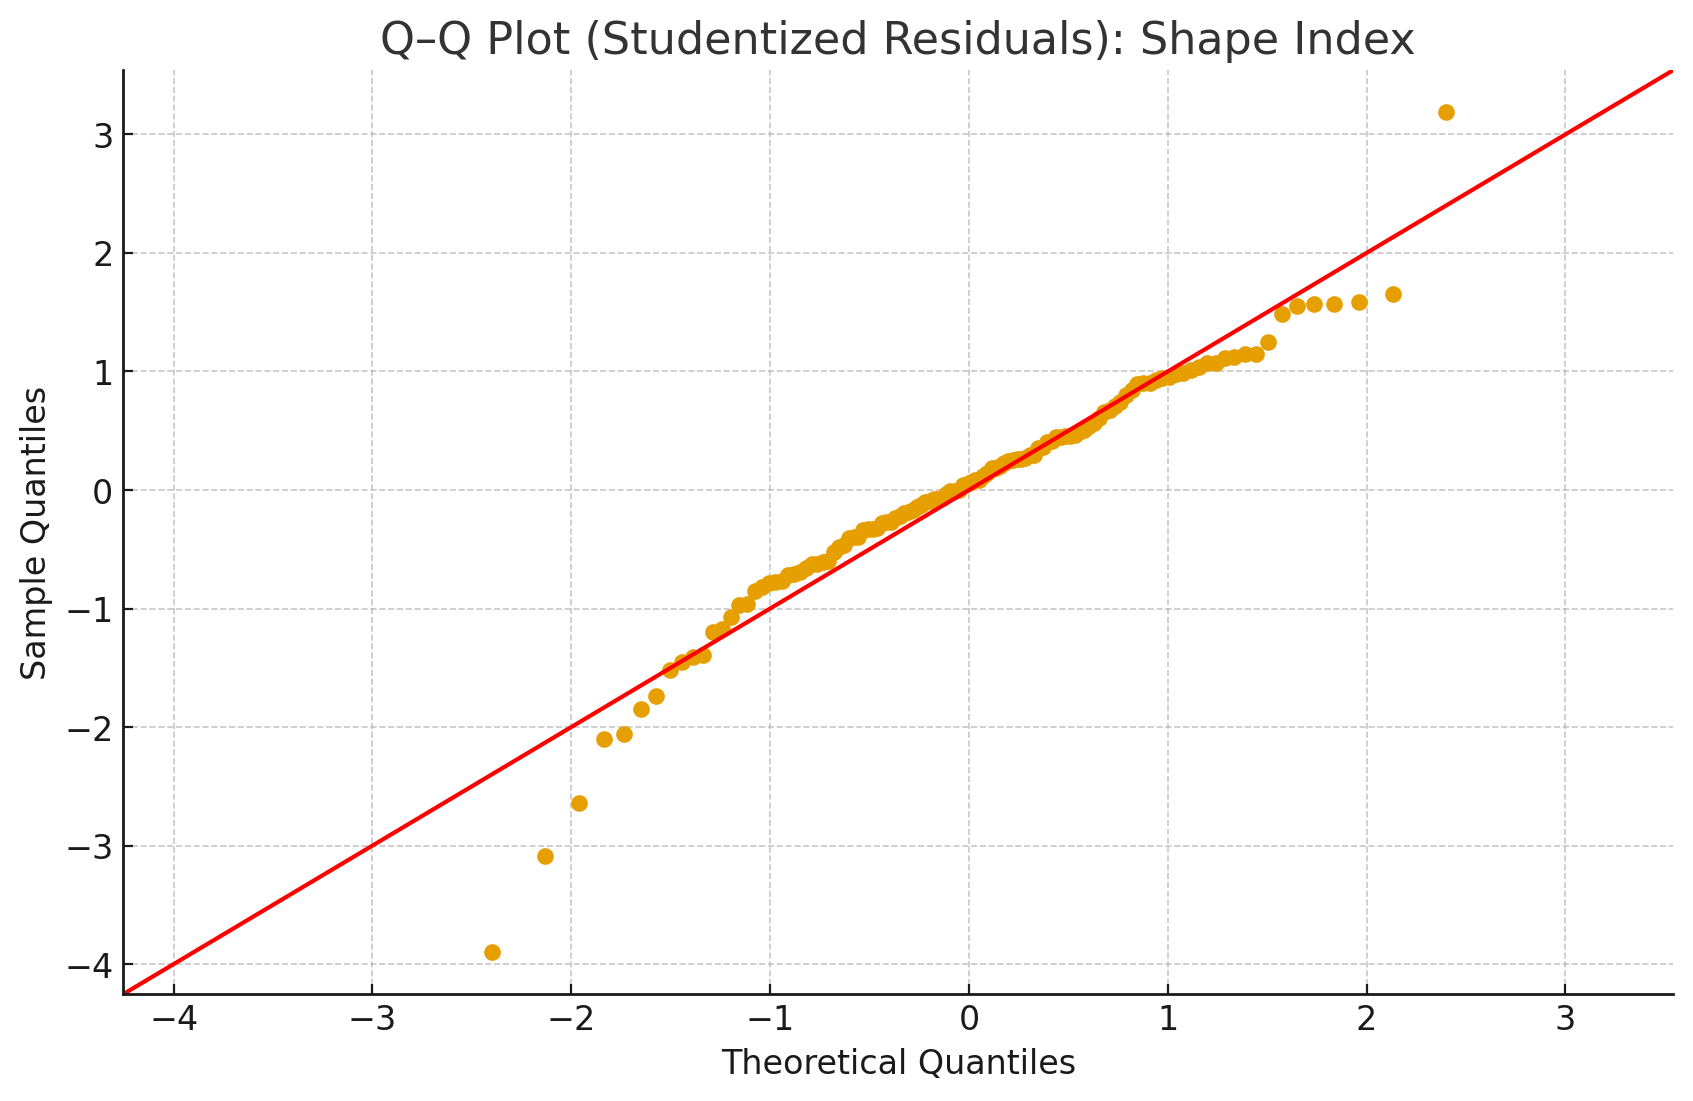 Q–Q Plot (Studentized Residuals): Shape Index
3
2
1
0
−1
−2
−3
−4
Sample Quantiles
−4 −3 −2 −1 0 1 2 3
Theoretical Quantiles